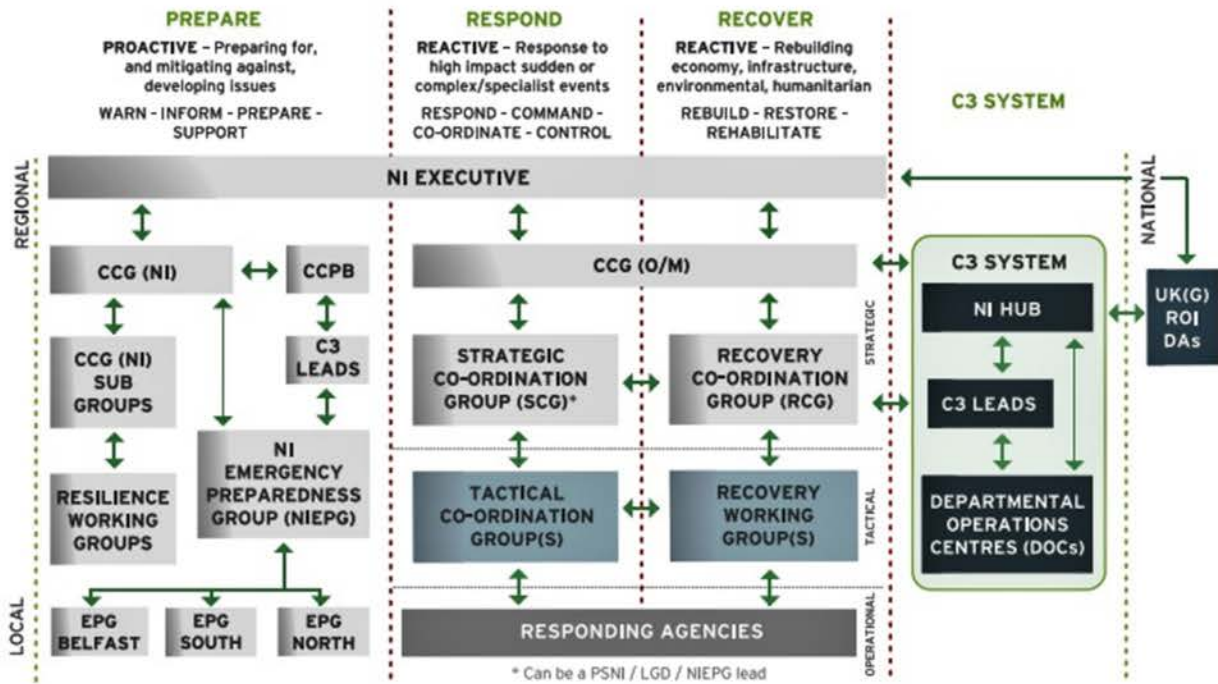 PREPARE
PROACTIVE – Preparing for,
and mitigating against,
developing issues
WARN - INFORM - PREPARE -
SUPPORT
RESPOND
REACTIVE – Response to
high impact sudden or
complex/specialist events
RESPOND - COMMAND -
CO-ORDINATE - CONTROL
RECOVER
REACTIVE – Rebuilding
economy, infrastructure,
environmental, humanitarian
REBUILD - RESTORE -
REHABILITATE
C3 SYSTEM
REGIONAL
NI EXECUTIVE
NATIONAL
CCG (NI)
CCPB
CCG (NI)
SUB
GROUPS
C3
LEADS
RESILIENCE
WORKING
GROUPS
NI
EMERGENCY
PREPAREDNESS
GROUP (NIEPG)
LOCAL
EPG
BELFAST
EPG
SOUTH
EPG
NORTH
CCG (O/M)
STRATEGIC
STRATEGIC
CO-ORDINATION
GROUP (SCG)*
RECOVERY
CO-ORDINATION
GROUP (RCG)
TACTICAL
TACTICAL
CO-ORDINATION
GROUP(S)
RECOVERY
WORKING
GROUP(S)
OPERATIONAL
RESPONDING AGENCIES
* Can be a PSNI / LGD / NIEPG lead
C3 SYSTEM
NI HUB
C3 LEADS
DEPARTMENTAL
OPERATIONS
CENTRES (DOCs)
UK(G)
ROI
DAs